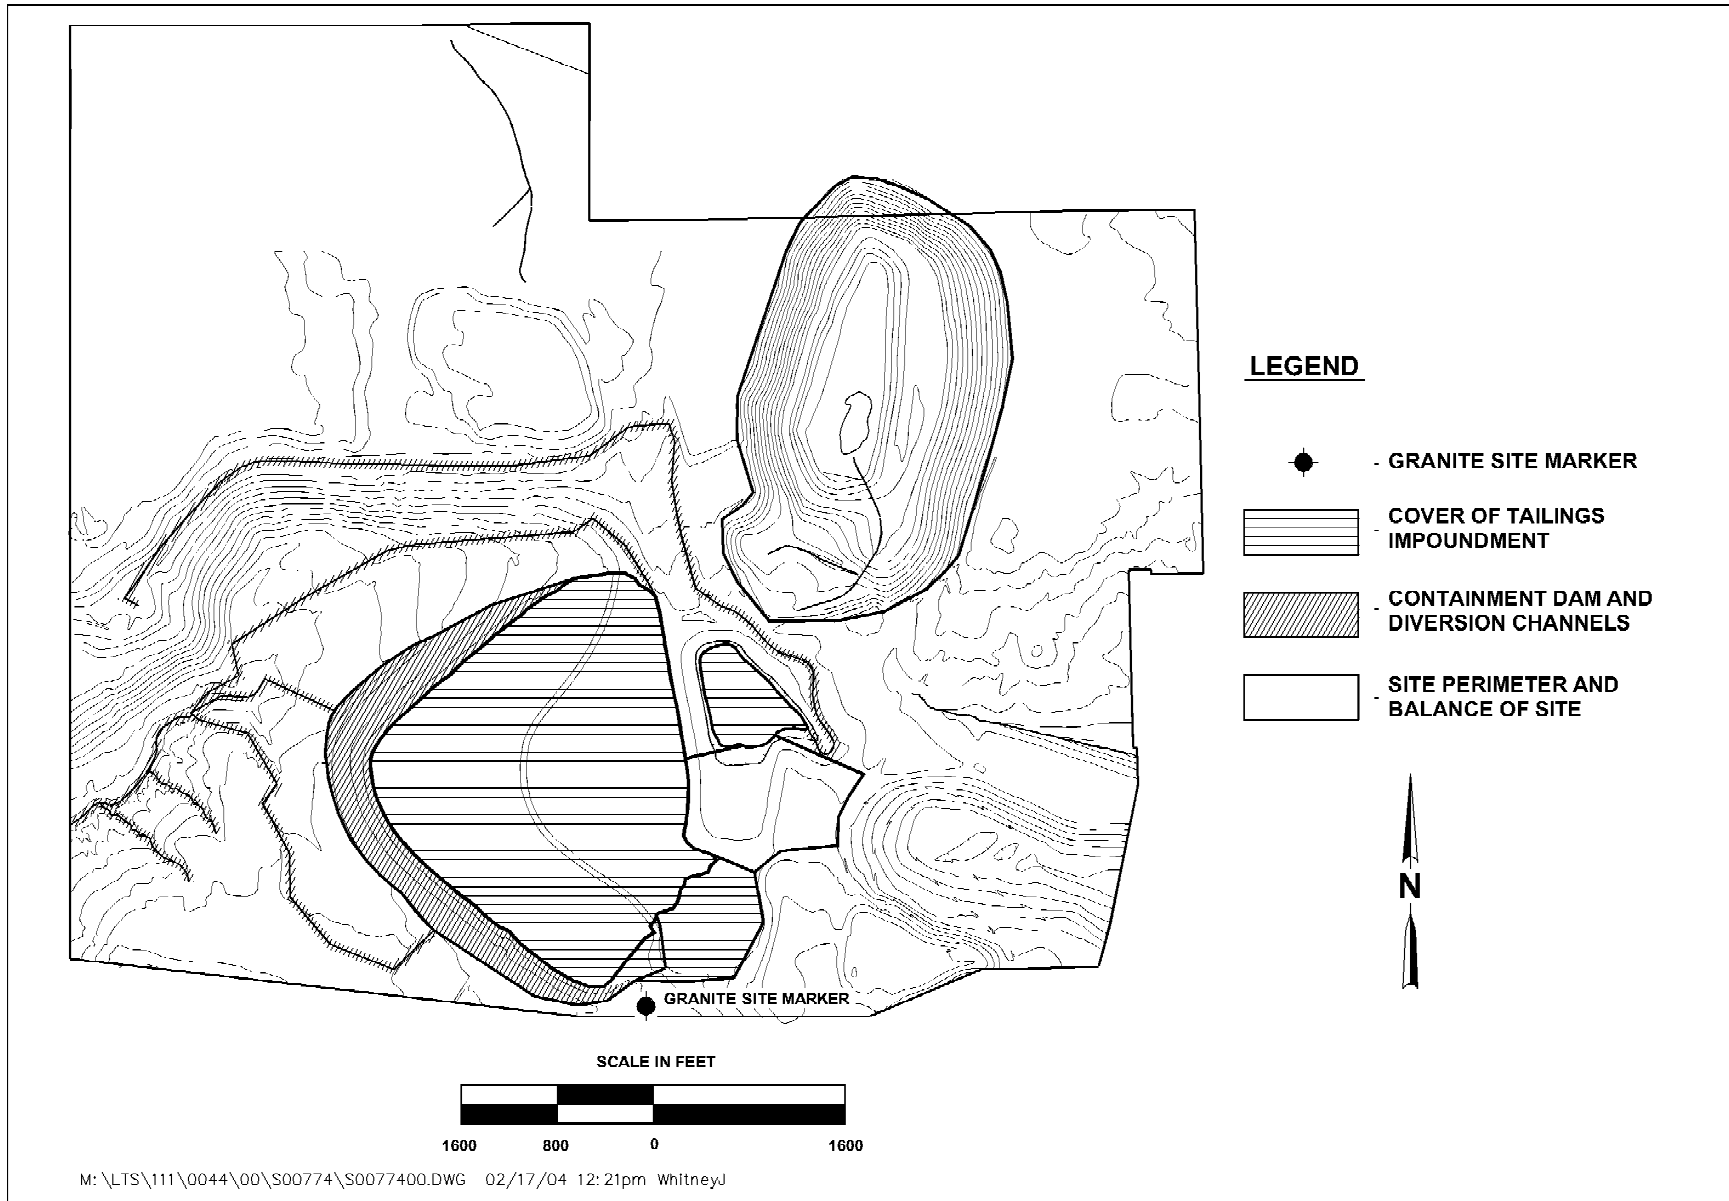 LEGEND
- GRANITE SITE MARKER
- COVER OF TAILINGS
IMPOUNDMENT
- CONTAINMENT DAM AND
DIVERSION CHANNELS
- SITE PERIMETER AND
BALANCE OF SITE
N
GRANITE SITE MARKER
SCALE IN FEET
1600 800 0 1600
M:\LTS\111\0044\00\S00774\S0077400.DWG 02/17/04 12:21pm WhitneyJ